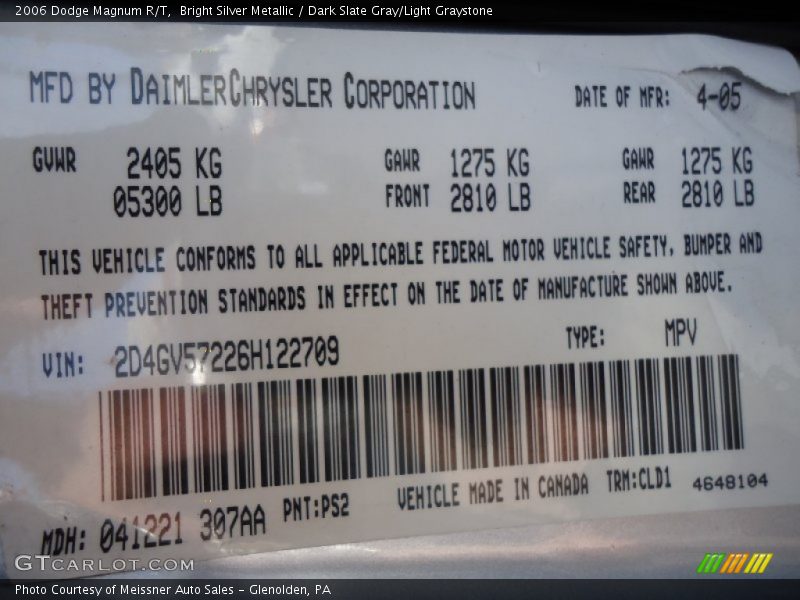 2006 Dodge Magnum R/T,  Bright Silver Metallic / Dark Slate Gray/Light Graystone
MFD BY DAIMLERCHRYSLER CORPORATION DATE OF MFR: 4-05
GVWR 2405 KG GAWR 1275 KG GAWR 1275 KG
05300 LB FRONT 2810 LB REAR 2810 LB
THIS VEHICLE CONFORMS TO ALL APPLICABLE FEDERAL MOTOR VEHICLE SAFETY, BUMPER AND
THEFT PREVENTION STANDARDS IN EFFECT ON THE DATE OF MANUFACTURE SHOWN ABOVE.
VIN: 2D4GV57226H122709 TYPE: MPV
MDH: 041221 307AA PNT:PS2 VEHICLE MADE IN CANADA TRM:CLD1 4648104
GTCARLOT.COM
Photo Courtesy of Meissner Auto Sales - Glenolden, PA